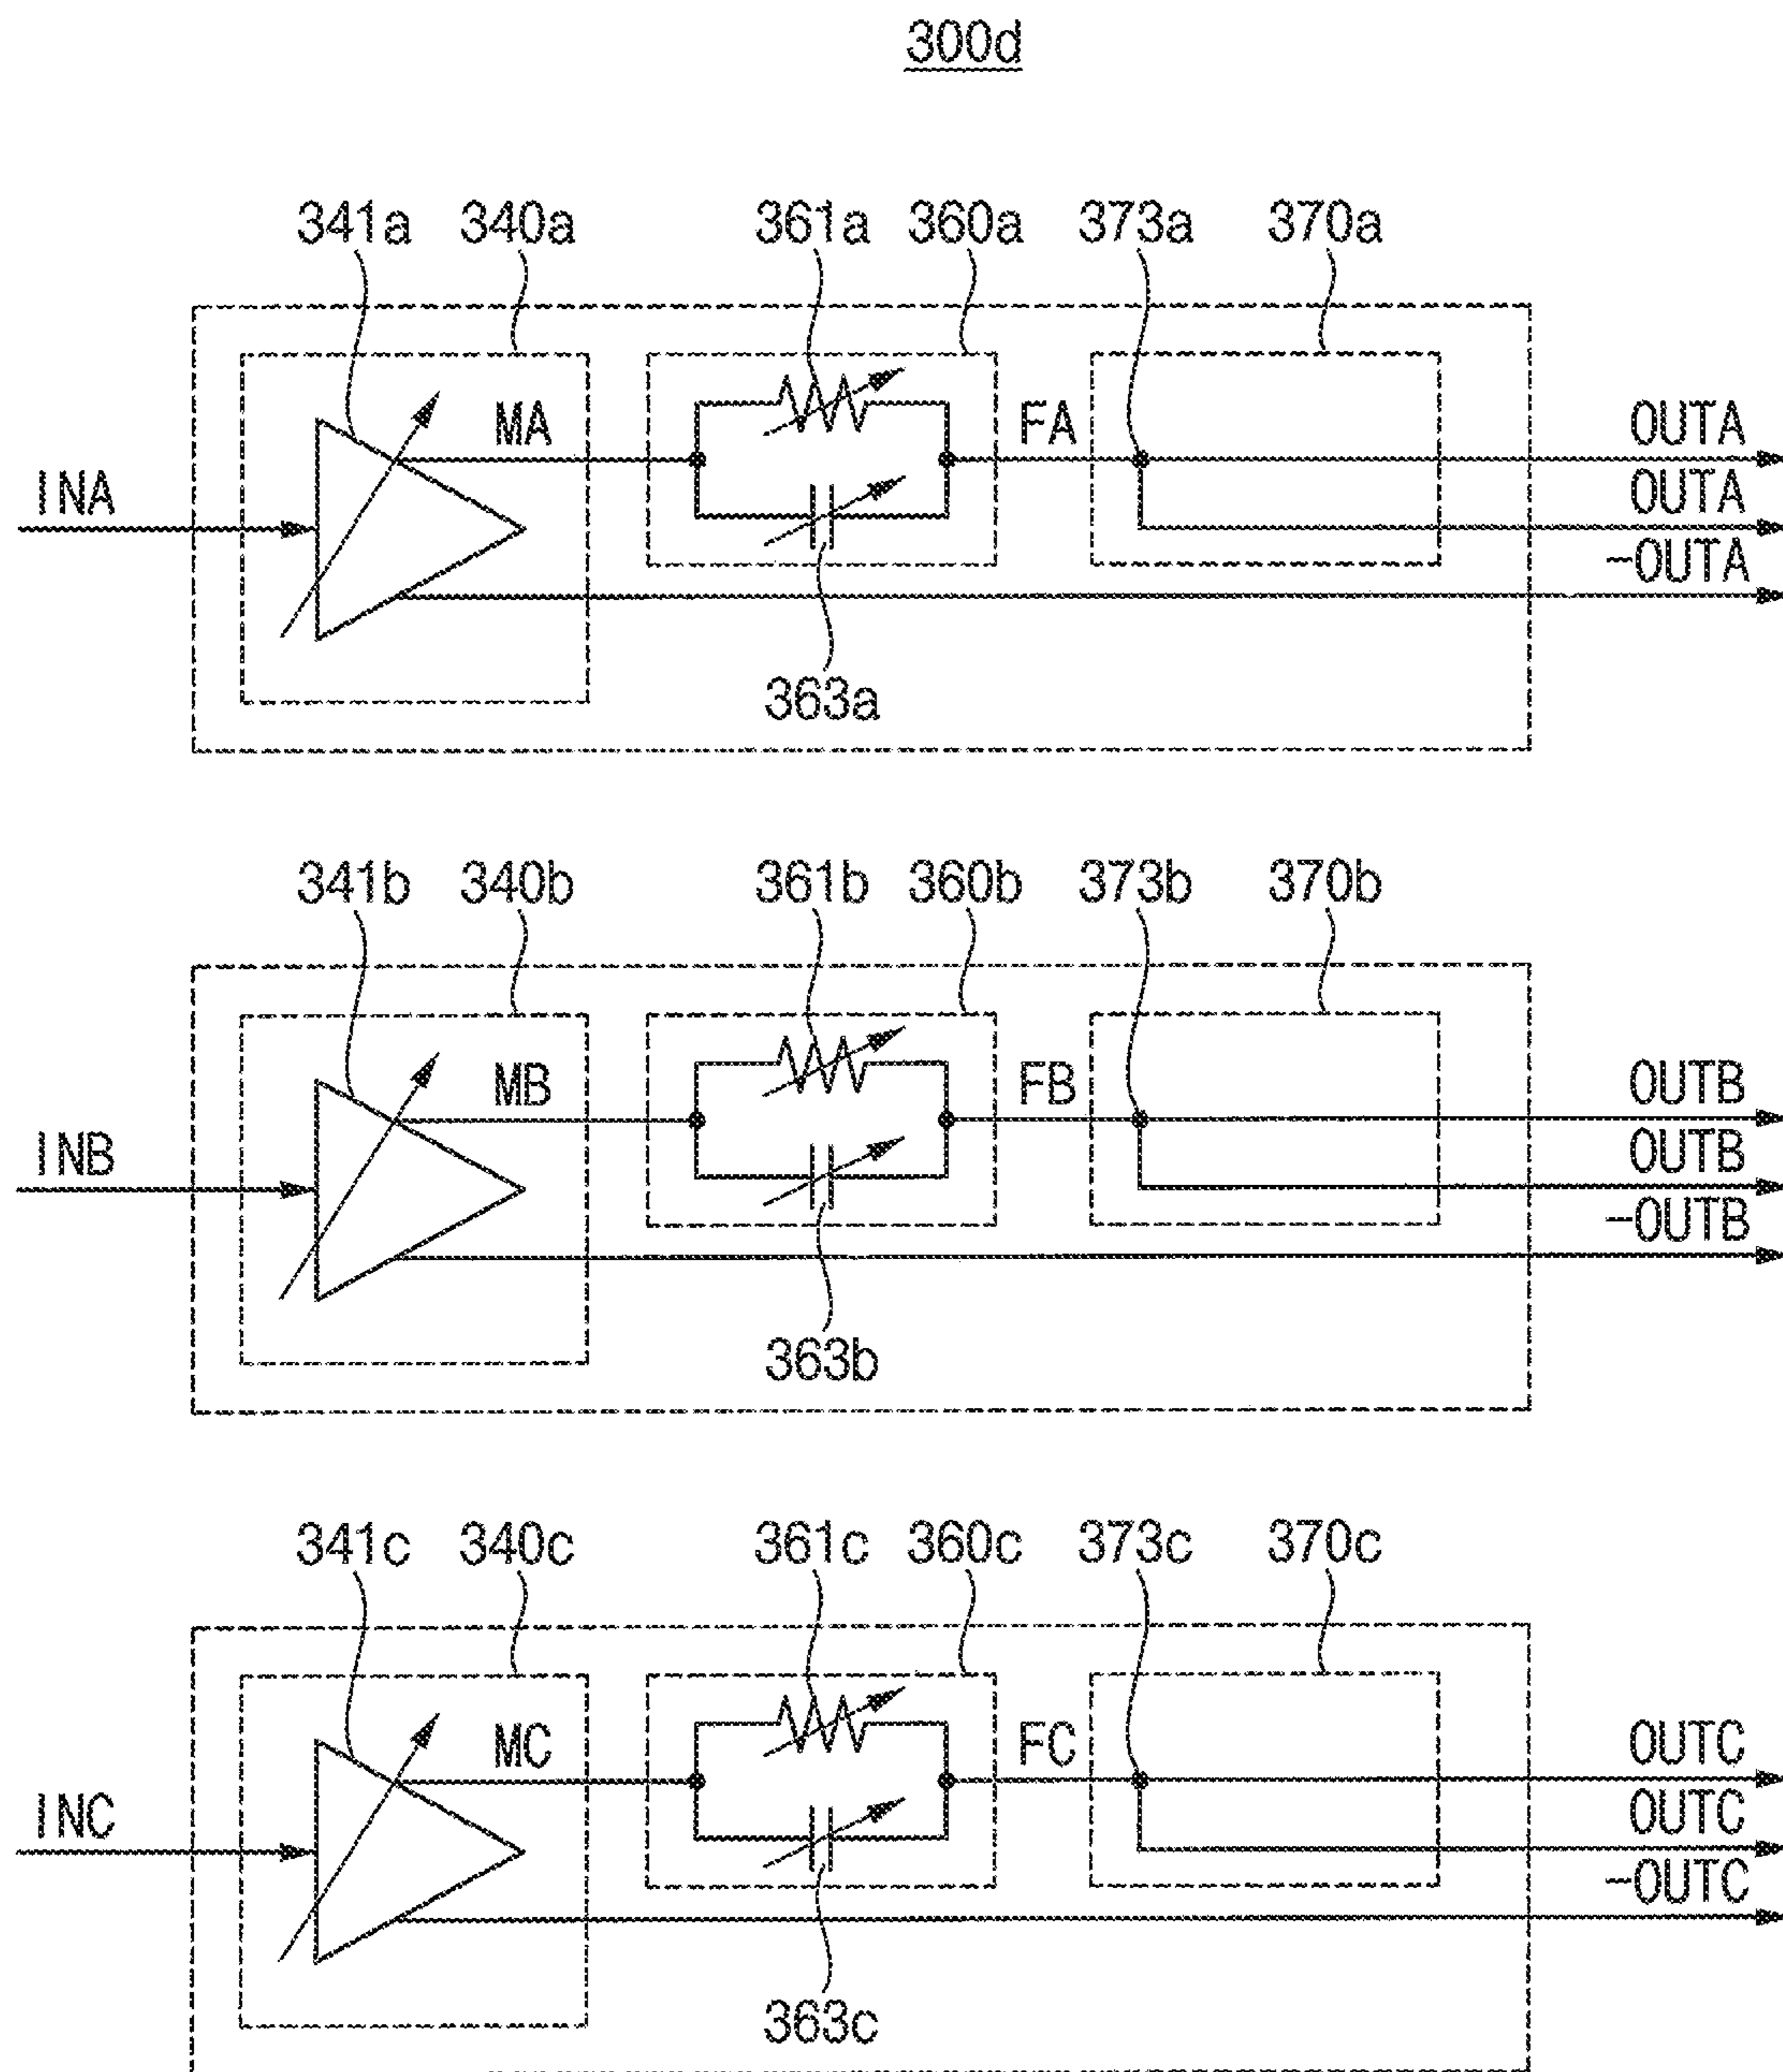 300d
341a 340a 361a 360a 373a 370a
MA FA OUTA
INA OUTA
-OUTA
363a
341b 340b 361b 360b 373b 370b
MB FB OUTB
INB OUTB
-OUTB
363b
341c 340c 361c 360c 373c 370c
MC FC OUTC
INC OUTC
-OUTC
363c